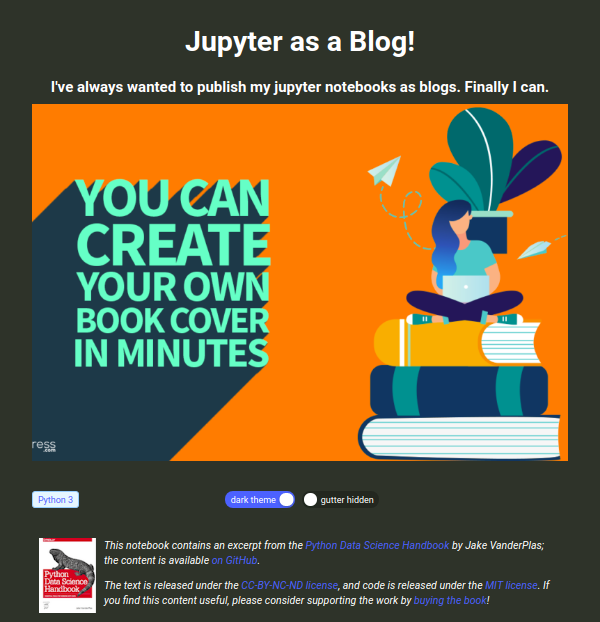 Jupyter as a Blog!
I've always wanted to publish my jupyter notebooks as blogs. Finally I can.
YOU CAN
CREATE
YOUR OWN
BOOK COVER
IN MINUTES
ress
.com
Python 3
dark theme
gutter hidden
This notebook contains an excerpt from the Python Data Science Handbook by Jake VanderPlas;
the content is available on GitHub.
Python
Data Science
Handbook
The text is released under the CC-BY-NC-ND license, and code is released under the MIT license. If
you find this content useful, please consider supporting the work by buying the book!